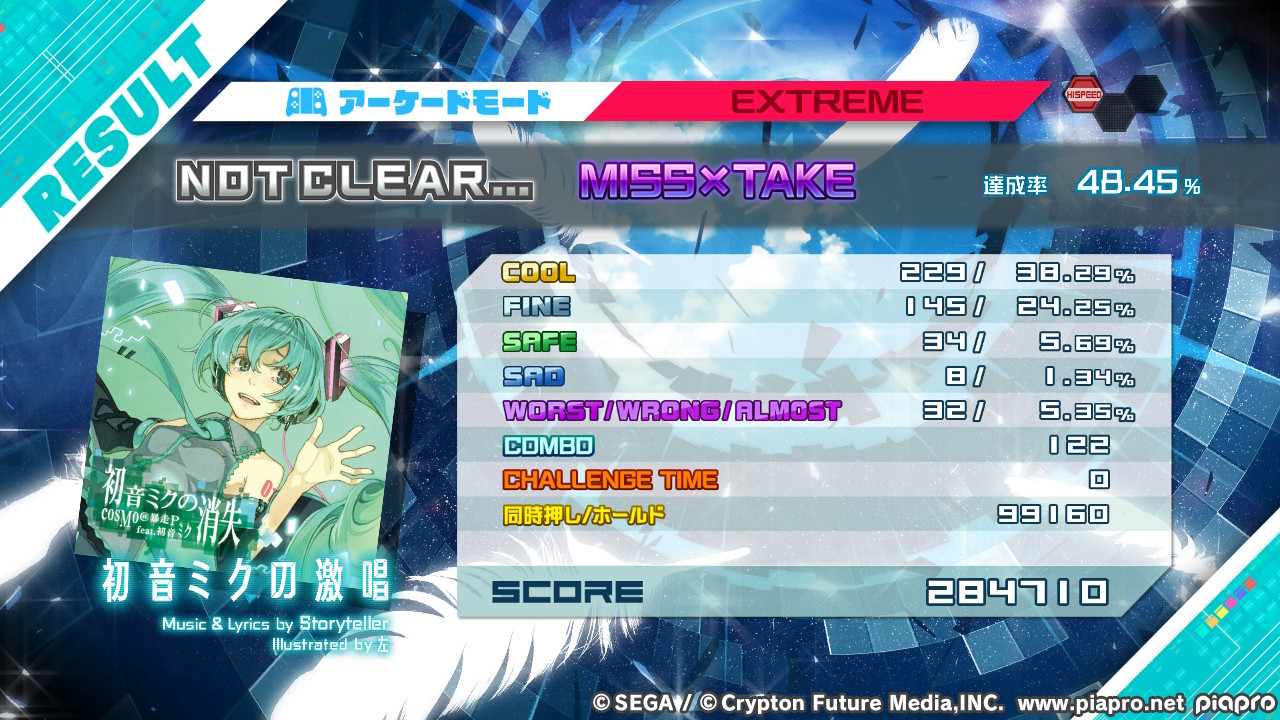 RESULT
アーケードモード
EXTREME
HISPEED
NOT CLEAR...
MISS×TAKE
達成率 48.45%
COOL 229/ 38.29%
FINE 145/ 24.25%
SAFE 34/ 5.69%
SAD 8/ 1.34%
WORST/WRONG/ALMOST 32/ 5.35%
COMBO 122
CHALLENGE TIME 0
同時押し/ホールド 99160
SCORE 284710
初音ミクの消失
cosMo@暴走P
feat.初音ミク
初音ミクの激唱
Music & Lyrics by Storyteller
Illustrated by 左
© SEGA / © Crypton Future Media,INC. www.piapro.net piapro